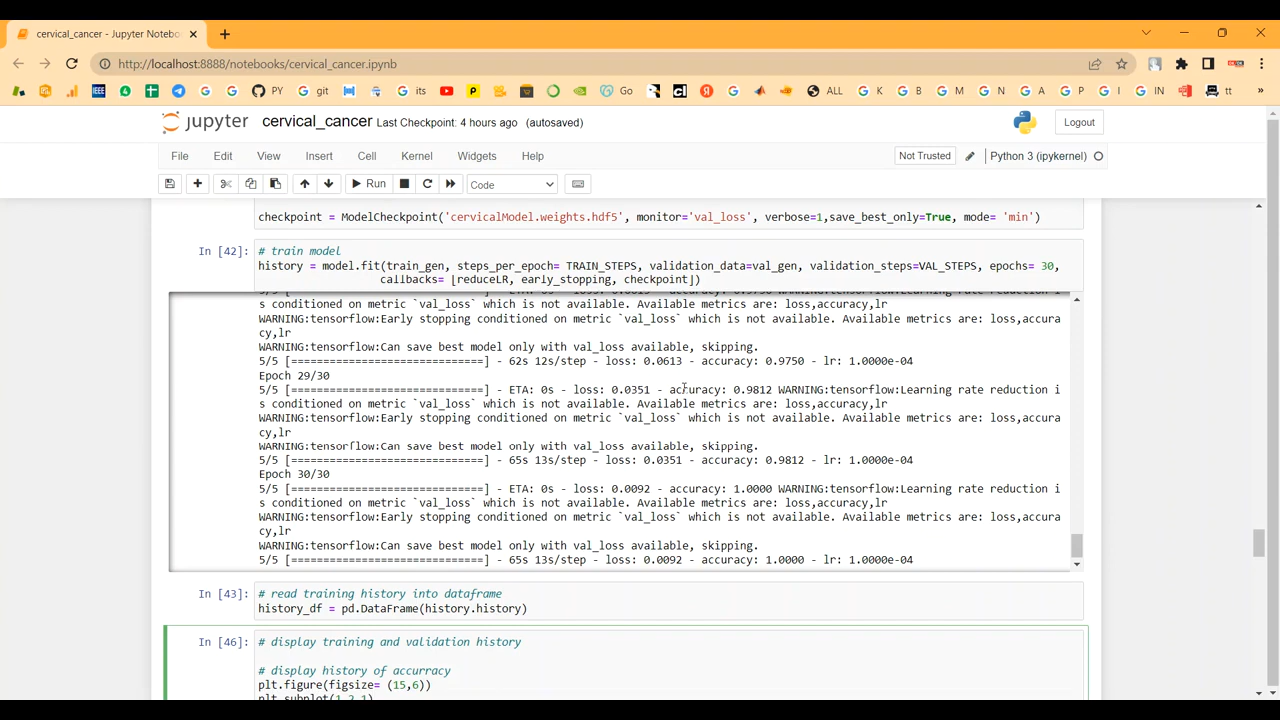 cervical_cancer - Jupyter Notebo
http://localhost:8888/notebooks/cervical_cancer.ipynb
IEEE PY git its Go ALL K B M N A P I IN tt »
jupyter cervical_cancer Last Checkpoint: 4 hours ago (autosaved) Logout
File Edit View Insert Cell Kernel Widgets Help Not Trusted Python 3 (ipykernel)
Run Code
checkpoint = ModelCheckpoint('cervicalModel.weights.hdf5', monitor='val_loss', verbose=1,save_best_only=True, mode= 'min')
In [42]: # train model
history = model.fit(train_gen, steps_per_epoch= TRAIN_STEPS, validation_data=val_gen, validation_steps=VAL_STEPS, epochs= 30,
callbacks= [reduceLR, early_stopping, checkpoint])
s conditioned on metric `val_loss` which is not available. Available metrics are: loss,accuracy,lr
WARNING:tensorflow:Early stopping conditioned on metric `val_loss` which is not available. Available metrics are: loss,accura
cy,lr
WARNING:tensorflow:Can save best model only with val_loss available, skipping.
5/5 [==============================] - 62s 12s/step - loss: 0.0613 - accuracy: 0.9750 - lr: 1.0000e-04
Epoch 29/30
5/5 [==============================] - ETA: 0s - loss: 0.0351 - accuracy: 0.9812 WARNING:tensorflow:Learning rate reduction i
s conditioned on metric `val_loss` which is not available. Available metrics are: loss,accuracy,lr
WARNING:tensorflow:Early stopping conditioned on metric `val_loss` which is not available. Available metrics are: loss,accura
cy,lr
WARNING:tensorflow:Can save best model only with val_loss available, skipping.
5/5 [==============================] - 65s 13s/step - loss: 0.0351 - accuracy: 0.9812 - lr: 1.0000e-04
Epoch 30/30
5/5 [==============================] - ETA: 0s - loss: 0.0092 - accuracy: 1.0000 WARNING:tensorflow:Learning rate reduction i
s conditioned on metric `val_loss` which is not available. Available metrics are: loss,accuracy,lr
WARNING:tensorflow:Early stopping conditioned on metric `val_loss` which is not available. Available metrics are: loss,accura
cy,lr
WARNING:tensorflow:Can save best model only with val_loss available, skipping.
5/5 [==============================] - 65s 13s/step - loss: 0.0092 - accuracy: 1.0000 - lr: 1.0000e-04
In [43]: # read training history into dataframe
history_df = pd.DataFrame(history.history)
In [46]: # display training and validation history
# display history of accurracy
plt.figure(figsize= (15,6))
plt.subplot(1,2,1)